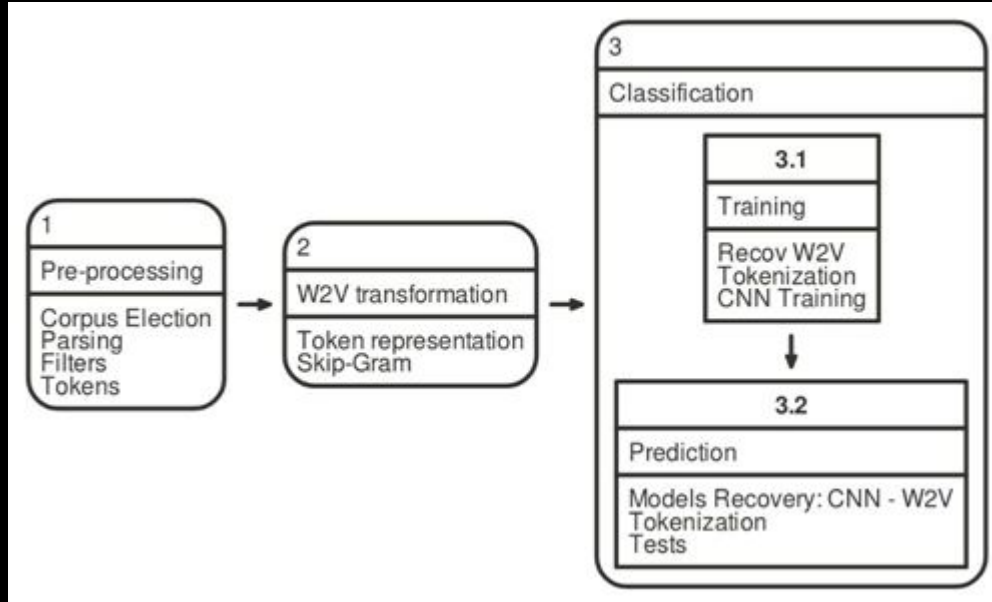 1
Pre-processing
Corpus Election
Parsing
Filters
Tokens
2
W2V transformation
Token representation
Skip-Gram
3
Classification
3.1
Training
Recov W2V
Tokenization
CNN Training
3.2
Prediction
Models Recovery: CNN - W2V
Tokenization
Tests